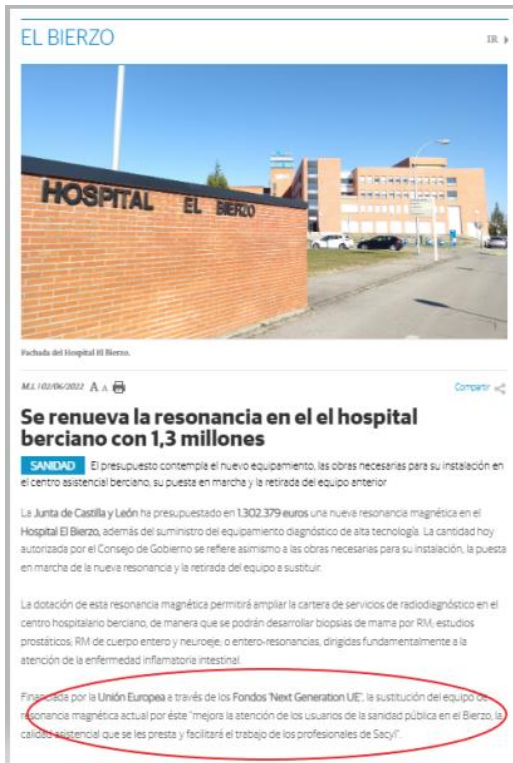 EL BIERZO
IR
HOSPITAL EL BIERZO
Fachada del Hospital El Bierzo.
M.I. | 02/06/2022 A A
Compartir
Se renueva la resonancia en el el hospital
berciano con 1,3 millones
SANIDAD El presupuesto contempla el nuevo equipamiento, las obras necesarias para su instalación en
el centro asistencial berciano, su puesta en marcha y la retirada del equipo anterior
La Junta de Castilla y León ha presupuestado en 1.302.379 euros una nueva resonancia magnética en el
Hospital El Bierzo, además del suministro del equipamiento diagnóstico de alta tecnología. La cantidad hoy
autorizada por el Consejo de Gobierno se refiere asimismo a las obras necesarias para su instalación, la puesta
en marcha de la nueva resonancia y la retirada del equipo a sustituir.
La dotación de esta resonancia magnética permitirá ampliar la cartera de servicios de radiodiagnóstico en el
centro hospitalario berciano, de manera que se podrán desarrollar biopsias de mama por RM; estudios
prostáticos; RM de cuerpo entero y neuroeje; o entero-resonancias, dirigidas fundamentalmente a la
atención de la enfermedad inflamatoria intestinal.
Financiada por la Unión Europea a través de los Fondos 'Next Generation UE', la sustitución del equipo de
resonancia magnética actual por éste "mejora la atención de los usuarios de la sanidad pública en el Bierzo, la
calidad asistencial que se les presta y facilitará el trabajo de los profesionales de Sacyl".